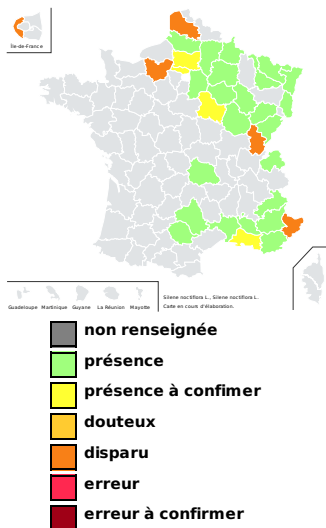 Île-de-France
Guadeloupe Martinique Guyane La Réunion Mayotte
Silene noctiflora L., Silene noctiflora L.
Carte en cours d'élaboration.
non renseignée
présence
présence à confimer
douteux
disparu
erreur
erreur à confirmer